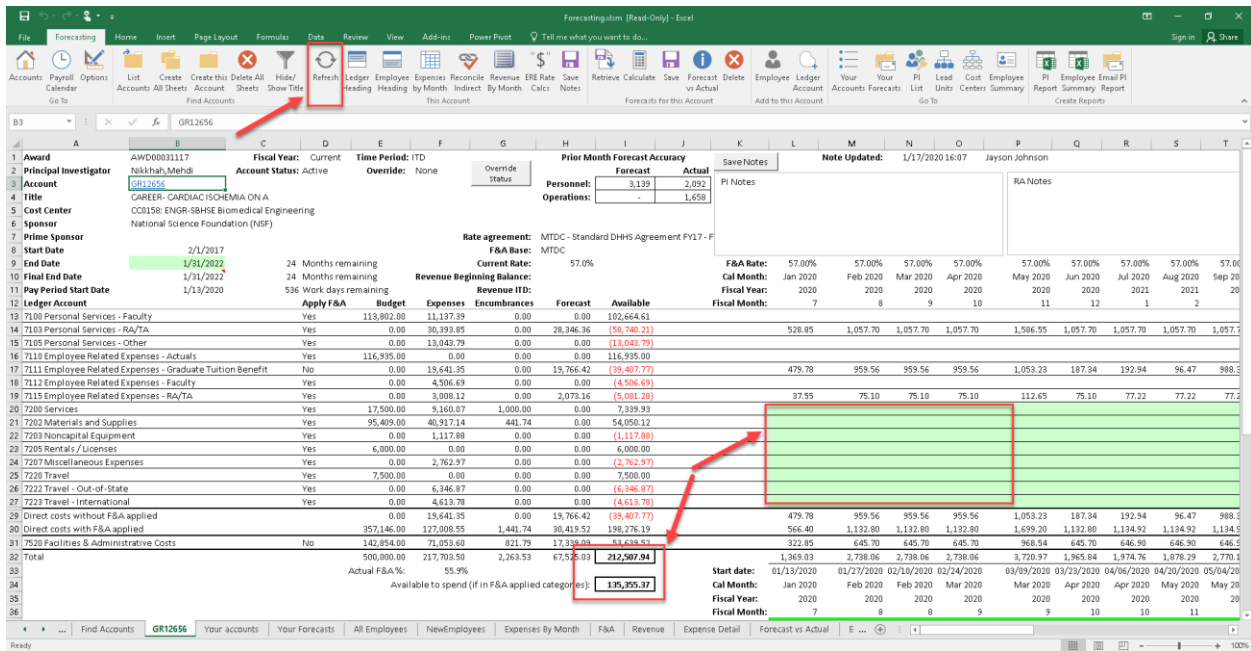 Forecasting.xlsm [Read-Only] - Excel
File Forecasting Home Insert Page Layout Formulas Data Review View Add-ins Power Pivot Tell me what you want to do... Sign in Share
Accounts Payroll Calendar Options List Accounts Create All Sheets Create this Account Delete All Sheets Hide/ Show Title Refresh Ledger Heading Employee Heading Expenses by Month Reconcile Indirect Revenue By Month "$" ERE Rate Calcs Save Notes Retrieve Calculate Save Forecast vs Actual Delete Employee Ledger Account Your Accounts Your Forecasts PI List Lead Units Cost Centers Employee Summary PI Report Employee Summary Email PI Report
Go To Find Accounts This Account Forecasts for this Account Add to this Account Go To Create Reports
B3 fx GR12656
A B C D E F G H I J K L M N O P Q R S T
1 Award AWD00031117 Fiscal Year: Current Time Period: ITD Prior Month Forecast Accuracy Save Notes Note Updated: 1/17/2020 16:07 Jayson Johnson
2 Principal Investigator Nikkhah,Mehdi Account Status: Active Override: None Override Status Forecast Actual PI Notes RA Notes
3 Account GR12656 Personnel: 3,139 2,092
4 Title CAREER- CARDIAC ISCHEMIA ON A Operations: - 1,658
5 Cost Center CC0158: ENGR-SBHSE Biomedical Engineering
6 Sponsor National Science Foundation (NSF)
7 Prime Sponsor Rate agreement: MTDC - Standard DHHS Agreement FY17 - F
8 Start Date 2/1/2017 F&A Base: MTDC
9 End Date 1/31/2022 24 Months remaining Current Rate: 57.0% F&A Rate: 57.00% 57.00% 57.00% 57.00% 57.00% 57.00% 57.00% 57.00% 57.00
10 Final End Date 1/31/2022 24 Months remaining Revenue Beginning Balance: Cal Month: Jan 2020 Feb 2020 Mar 2020 Apr 2020 May 2020 Jun 2020 Jul 2020 Aug 2020 Sep 20
11 Pay Period Start Date 1/13/2020 536 Work days remaining Revenue ITD: Fiscal Year: 2020 2020 2020 2020 2020 2020 2021 2021 20
12 Ledger Account Apply F&A Budget Expenses Encumbrances Forecast Available Fiscal Month: 7 8 9 10 11 12 1 2
13 7100 Personal Services - Faculty Yes 113,802.00 11,137.39 0.00 0.00 102,664.61
14 7103 Personal Services - RA/TA Yes 0.00 30,393.85 0.00 28,346.36 (58,740.21) 528.85 1,057.70 1,057.70 1,057.70 1,586.55 1,057.70 1,057.70 1,057.70 1,057.7
15 7105 Personal Services - Other Yes 0.00 13,043.79 0.00 0.00 (13,043.79)
16 7110 Employee Related Expenses - Actuals Yes 116,935.00 0.00 0.00 0.00 116,935.00
17 7111 Employee Related Expenses - Graduate Tuition Benefit No 0.00 19,641.35 0.00 19,766.42 (39,407.77) 479.78 959.56 959.56 959.56 1,053.23 187.34 192.94 96.47 988.3
18 7112 Employee Related Expenses - Faculty Yes 0.00 4,506.69 0.00 0.00 (4,506.69)
19 7115 Employee Related Expenses - RA/TA Yes 0.00 3,008.12 0.00 2,073.16 (5,081.28) 37.55 75.10 75.10 75.10 112.65 75.10 77.22 77.22 77.2
20 7200 Services Yes 17,500.00 9,160.07 1,000.00 0.00 7,339.93
21 7202 Materials and Supplies Yes 95,409.00 40,917.14 441.74 0.00 54,050.12
22 7203 Noncapital Equipment Yes 0.00 1,117.88 0.00 0.00 (1,117.88)
23 7205 Rentals / Licenses Yes 6,000.00 0.00 0.00 0.00 6,000.00
24 7207 Miscellaneous Expenses Yes 0.00 2,762.97 0.00 0.00 (2,762.97)
25 7220 Travel Yes 7,500.00 0.00 0.00 0.00 7,500.00
26 7222 Travel - Out-of-State Yes 0.00 6,346.87 0.00 0.00 (6,346.87)
27 7223 Travel - International Yes 0.00 4,613.78 0.00 0.00 (4,613.78)
29 Direct costs without F&A applied 0.00 19,641.35 0.00 19,766.42 (39,407.77) 479.78 959.56 959.56 959.56 1,053.23 187.34 192.94 96.47 988.3
30 Direct costs with F&A applied 357,146.00 127,008.55 1,441.74 30,419.52 198,276.19 566.40 1,132.80 1,132.80 1,132.80 1,699.20 1,132.80 1,134.92 1,134.92 1,134.9
31 7520 Facilities & Administrative Costs No 142,854.00 71,053.60 821.79 17,339.09 53,639.52 322.85 645.70 645.70 645.70 968.54 645.70 646.90 646.90 646.9
32 Total 500,000.00 217,703.50 2,263.53 67,525.03 212,507.94 1,369.03 2,738.06 2,738.06 2,738.06 3,720.97 1,965.84 1,974.76 1,878.29 2,770.1
33 Actual F&A%: 55.9% Start date: 01/13/2020 01/27/2020 02/10/2020 02/24/2020 03/09/2020 03/23/2020 04/06/2020 04/20/2020 05/04/20
34 Available to spend (if in F&A applied categories): 135,355.37 Cal Month: Jan 2020 Feb 2020 Feb 2020 Mar 2020 Mar 2020 Apr 2020 Apr 2020 May 2020 May 20
35 Fiscal Year: 2020 2020 2020 2020 2020 2020 2020 2020 20
36 Fiscal Month: 7 8 8 9 9 10 10 11
... Find Accounts GR12656 Your accounts Your Forecasts All Employees NewEmployees Expenses By Month F&A Revenue Expense Detail Forecast vs Actual E ...
Ready 100%